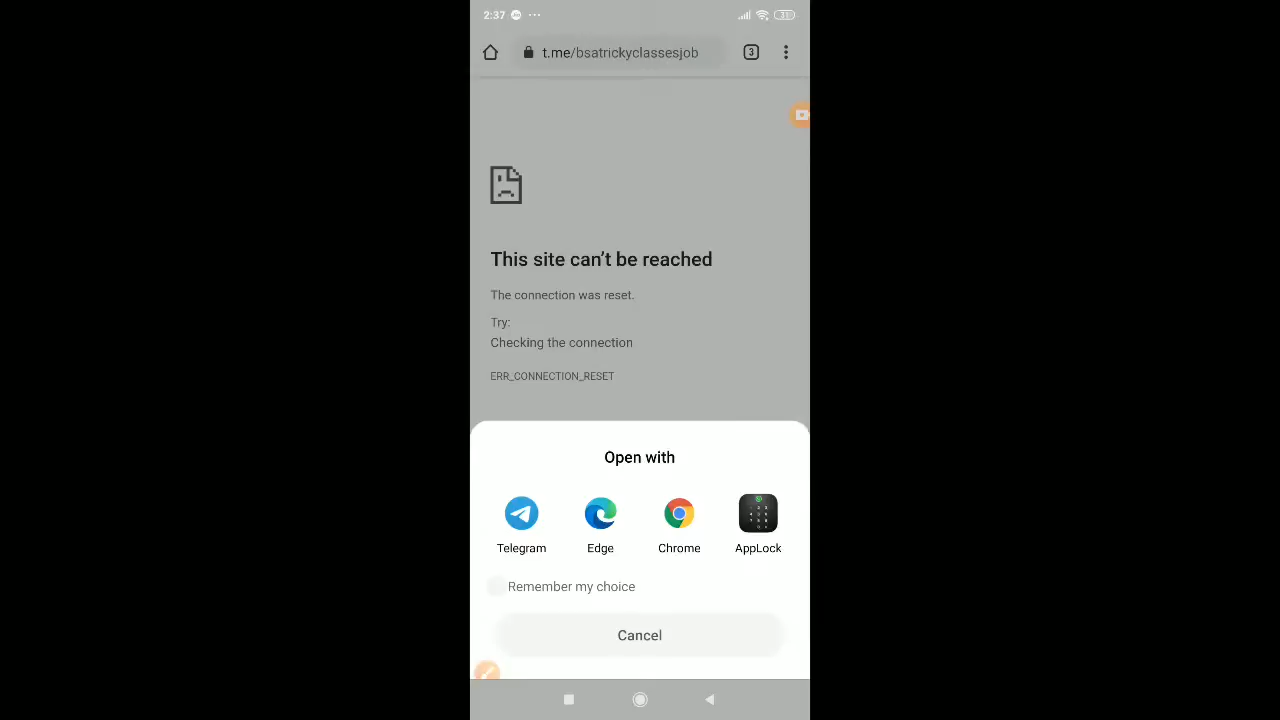 2:37
31
t.me/bsatrickyclassesjob
3
This site can't be reached
The connection was reset.
Try:
Checking the connection
ERR_CONNECTION_RESET
Open with
Telegram Edge Chrome AppLock
Remember my choice
Cancel